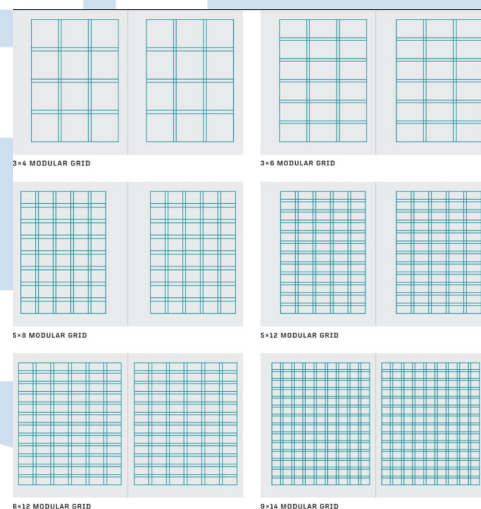 3×4 MODULAR GRID
3×6 MODULAR GRID
5×8 MODULAR GRID
5×12 MODULAR GRID
6×12 MODULAR GRID
9×14 MODULAR GRID